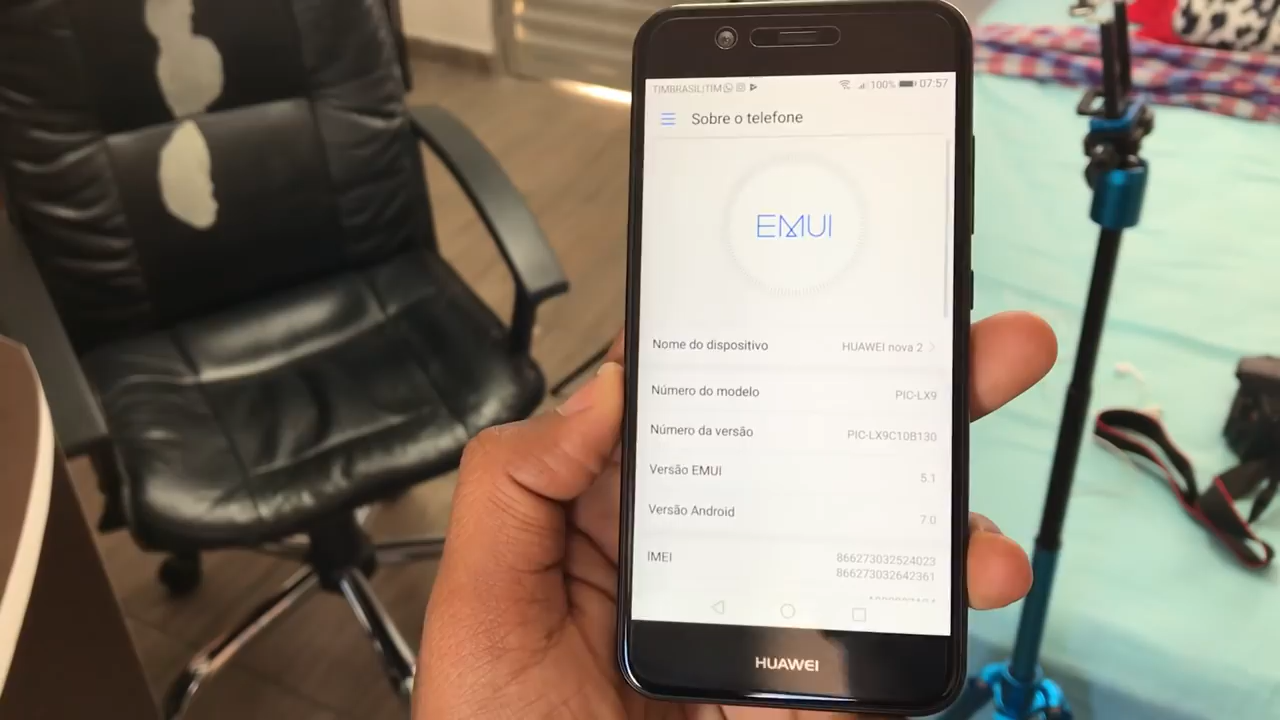 TIMBRASIL|TIM 100% 07:57
Sobre o telefone
EMUI
Nome do dispositivo HUAWEI nova 2
Número do modelo PIC-LX9
Número da versão PIC-LX9C10B130
Versão EMUI 5.1
Versão Android 7.0
IMEI 866273032524023
866273032642361
HUAWEI